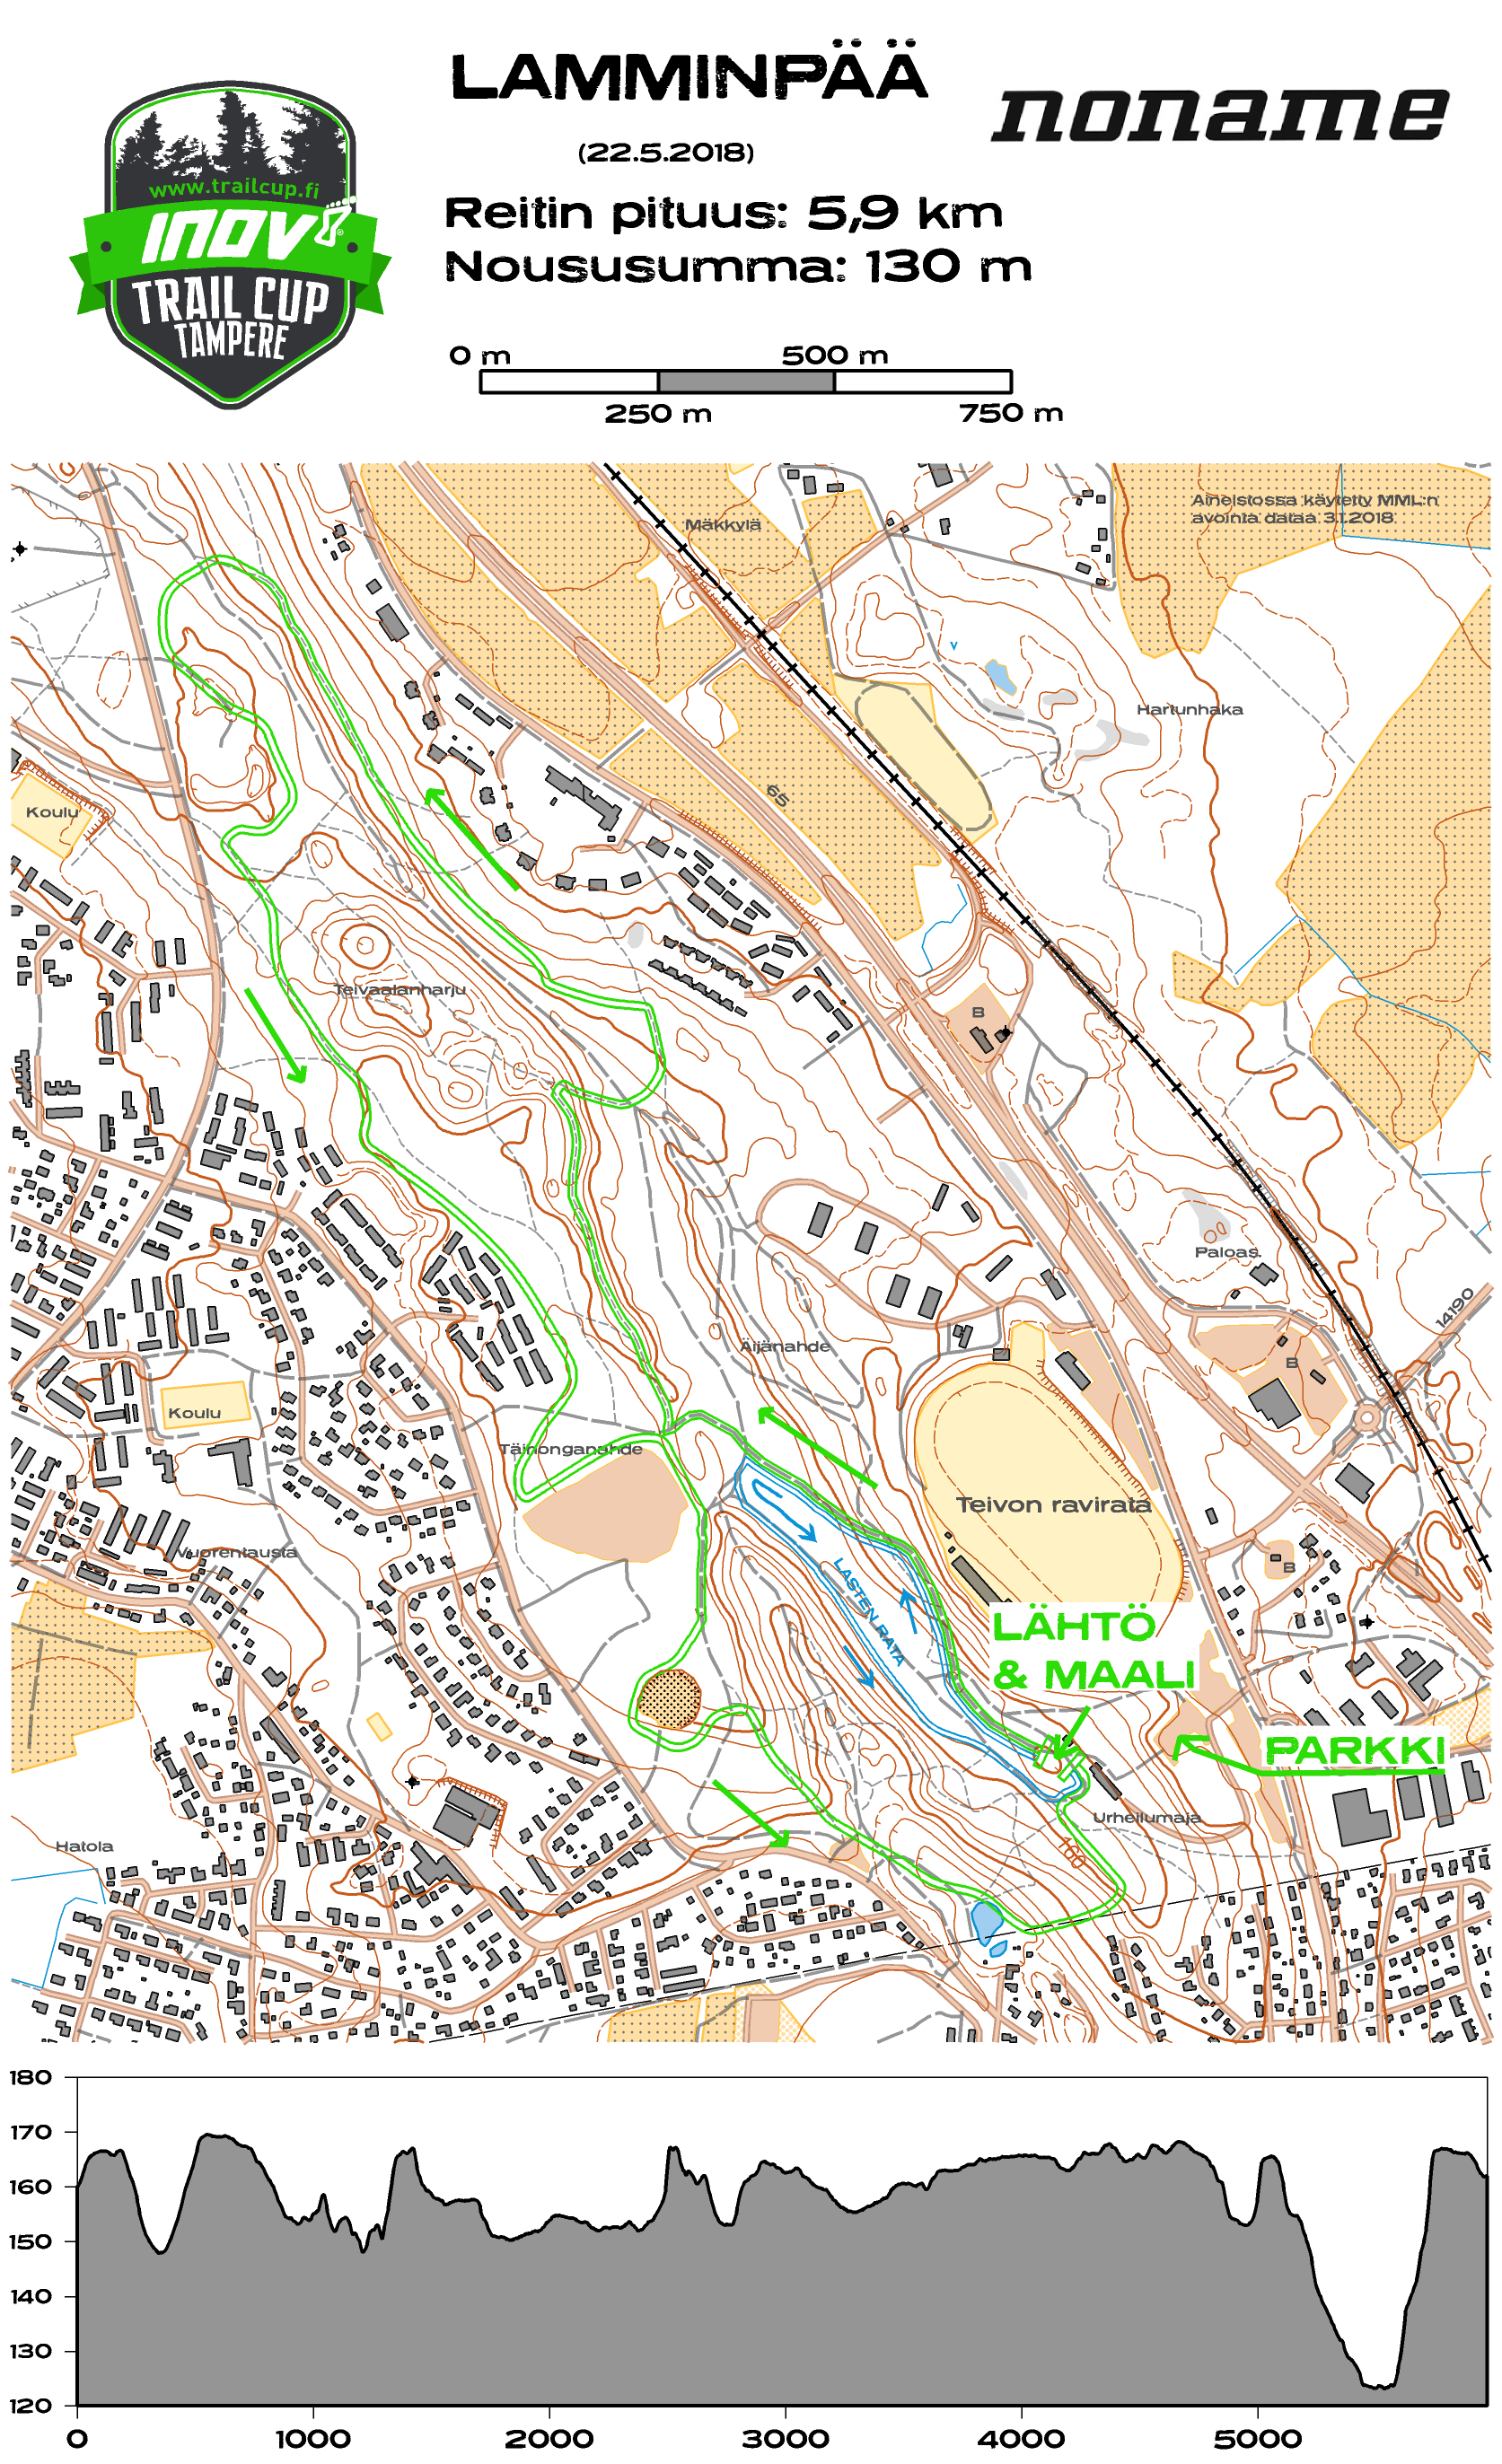 LAMMINPÄÄ
noname
(22.5.2018)
www.trailcup.fi
INOV8®
TRAIL CUP
TAMPERE
Reitin pituus: 5,9 km
Noususumma: 130 m
0 m
500 m
250 m
750 m
Aineistossa käytetty MML:n
avointa dataa 3.1.2018
Mäkkylä
Hartunhaka
65
Koulu
Teivaalanharju
B
Paloas.
14190
Äijänahde
B
Koulu
Täinonganahde
Teivon ravirata
Vuorentausta
B
LASTEN RATA
LÄHTÖ
& MAALI
PARKKI
Urheilumaja
160
Hatola
180
170
160
150
140
130
120
0
1000
2000
3000
4000
5000